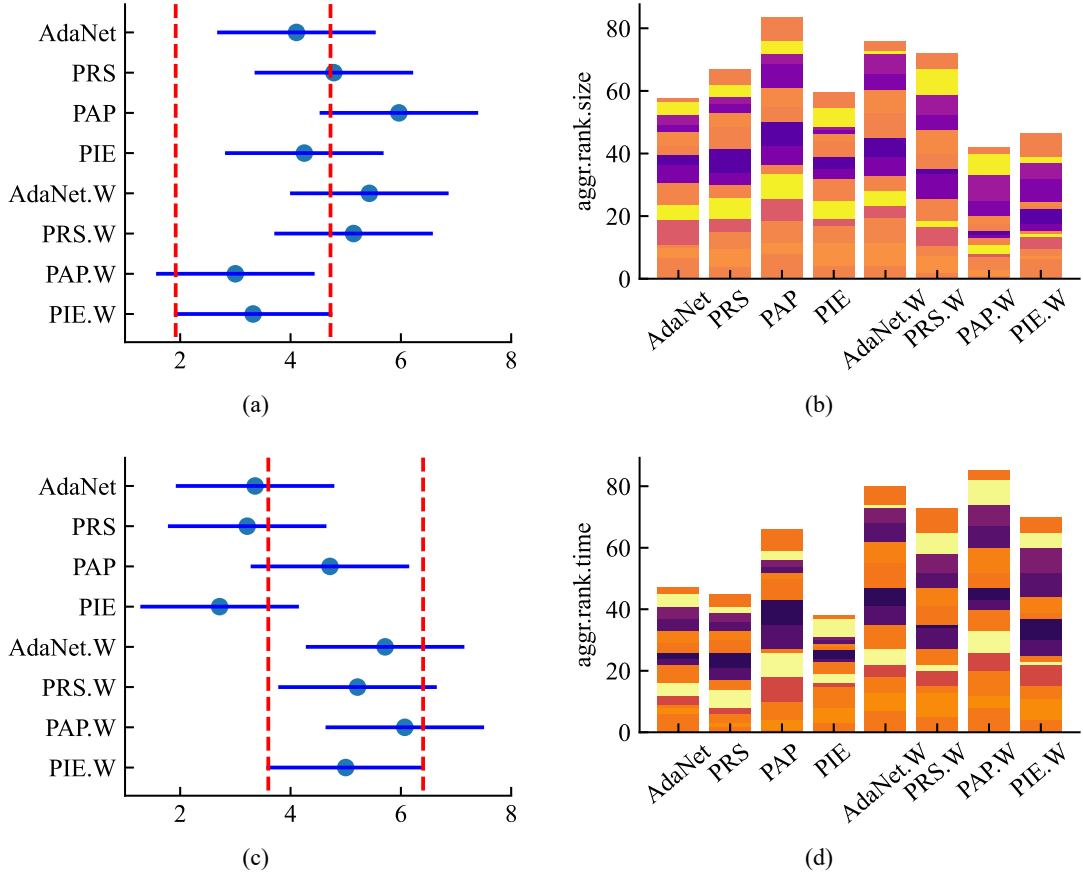 AdaNet
PRS
PAP
PIE
AdaNet.W
PRS.W
PAP.W
PIE.W
2 4 6 8
(a)
aggr.rank.size
80
60
40
20
0
AdaNet PRS PAP PIE AdaNet.W PRS.W PAP.W PIE.W
(b)
AdaNet
PRS
PAP
PIE
AdaNet.W
PRS.W
PAP.W
PIE.W
2 4 6 8
(c)
aggr.rank.time
80
60
40
20
0
AdaNet PRS PAP PIE AdaNet.W PRS.W PAP.W PIE.W
(d)